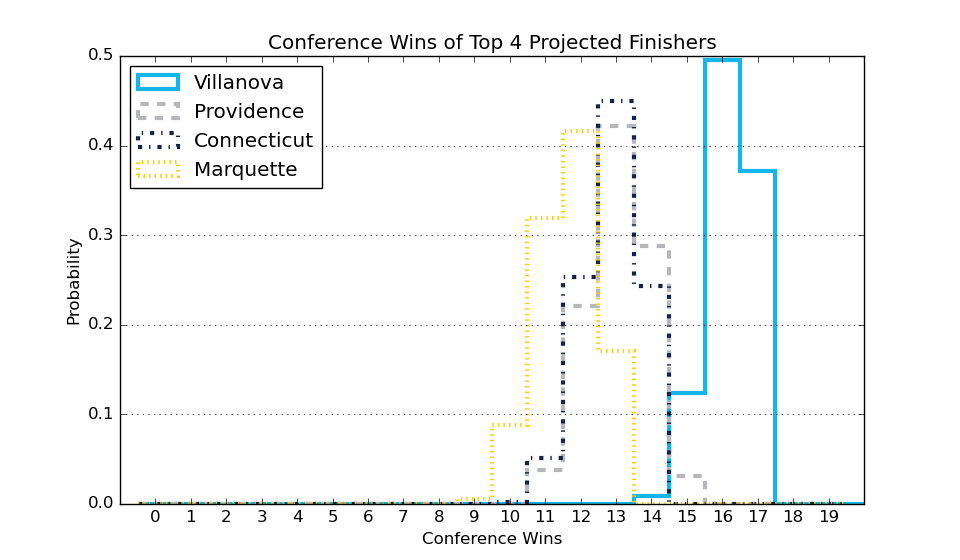 Conference Wins of Top 4 Projected Finishers
0.5
0.4
0.3
0.2
0.1
0.0
Probability
Villanova
Providence
Connecticut
Marquette
0 1 2 3 4 5 6 7 8 9 10 11 12 13 14 15 16 17 18 19
Conference Wins